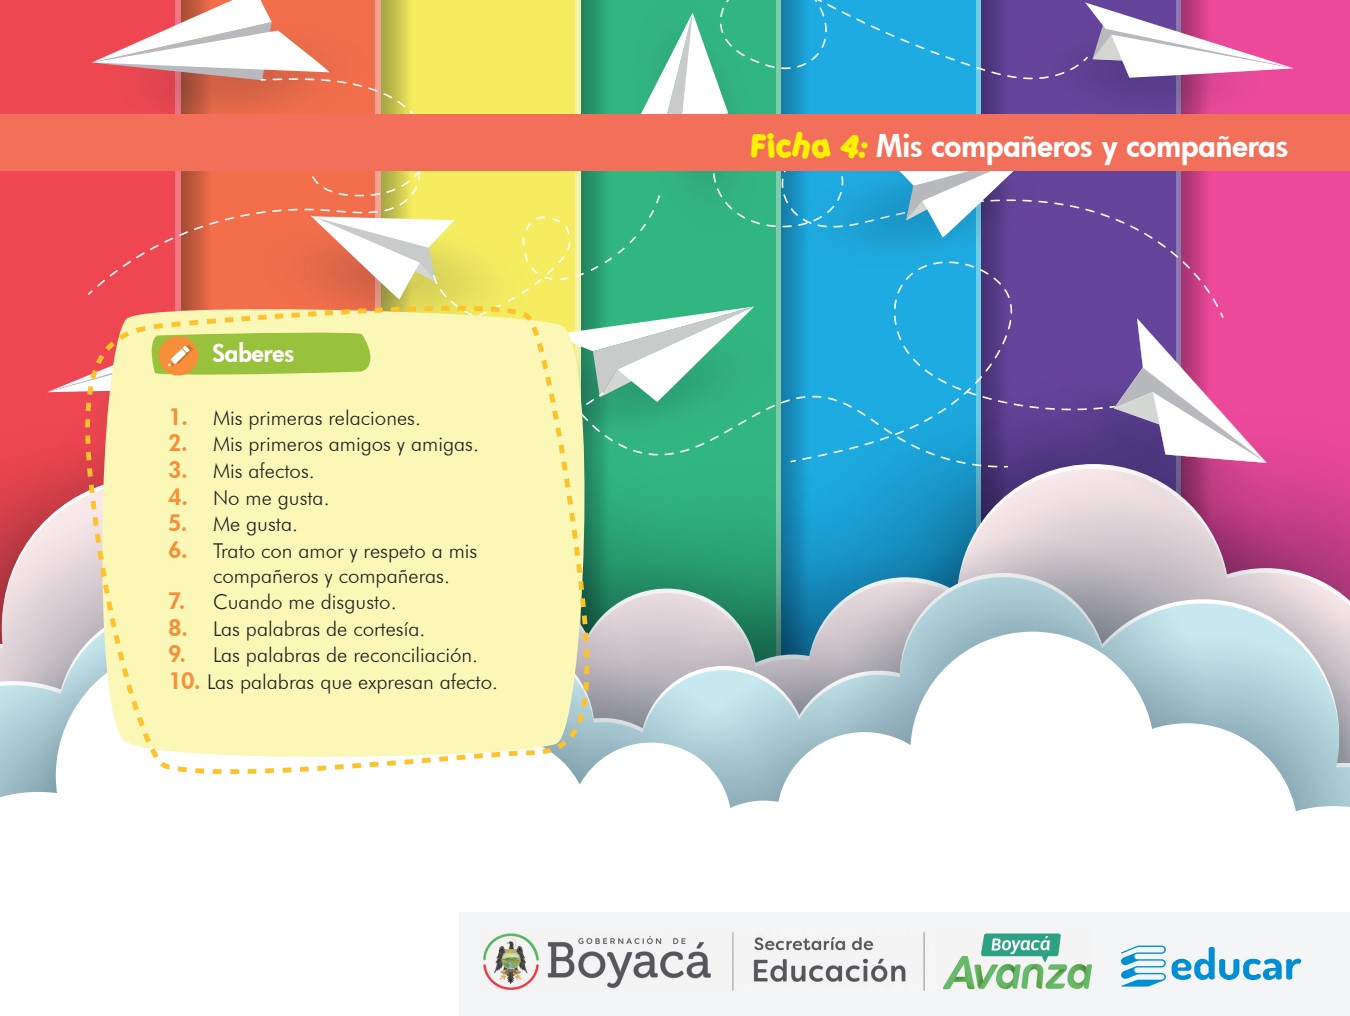 Ficha 4: Mis compañeros y compañeras
Saberes
1. Mis primeras relaciones.
2. Mis primeros amigos y amigas.
3. Mis afectos.
4. No me gusta.
5. Me gusta.
6. Trato con amor y respeto a mis
compañeros y compañeras.
7. Cuando me disgusto.
8. Las palabras de cortesía.
9. Las palabras de reconciliación.
10. Las palabras que expresan afecto.
GOBERNACIÓN DE
Boyacá
Secretaría de
Educación
Boyacá
Avanza
educar